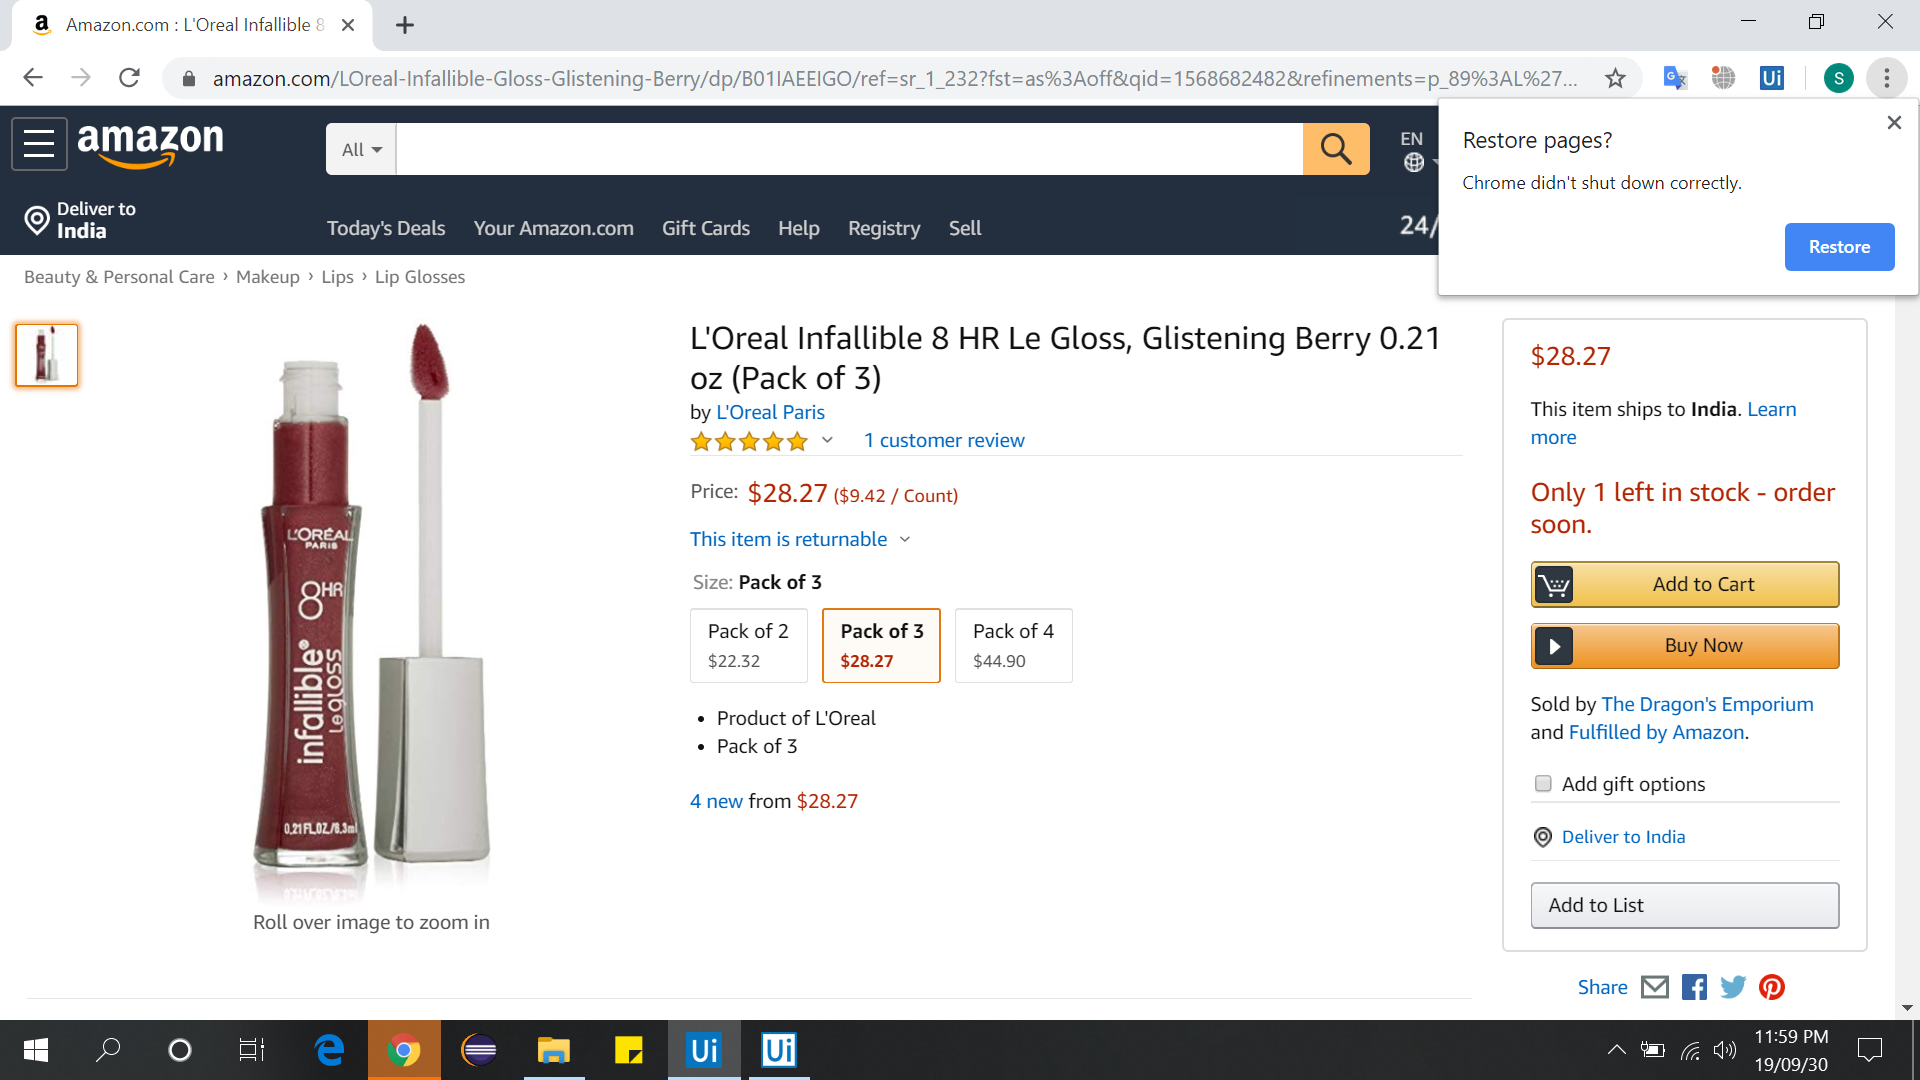 Amazon.com : L'Oreal Infallible 8
amazon.com/LOreal-Infallible-Gloss-Glistening-Berry/dp/B01IAEEIGO/ref=sr_1_232?fst=as%3Aoff&qid=1568682482&refinements=p_89%3AL%27...
Ui
S
amazon
All
EN
Restore pages?
Chrome didn't shut down correctly.
Restore
Deliver to
India
Today's Deals
Your Amazon.com
Gift Cards
Help
Registry
Sell
24/
Beauty & Personal Care › Makeup › Lips › Lip Glosses
L'ORÉAL
PARIS
8HR
infallible®
Le gloss
0.21FL.OZ./6.3ml
Roll over image to zoom in
L'Oreal Infallible 8 HR Le Gloss, Glistening Berry 0.21
oz (Pack of 3)
by L'Oreal Paris
1 customer review
Price: $28.27 ($9.42 / Count)
This item is returnable
Size: Pack of 3
Pack of 2
$22.32
Pack of 3
$28.27
Pack of 4
$44.90
• Product of L'Oreal
• Pack of 3
4 new from $28.27
$28.27
This item ships to India. Learn
more
Only 1 left in stock - order
soon.
Add to Cart
Buy Now
Sold by The Dragon's Emporium
and Fulfilled by Amazon.
Add gift options
Deliver to India
Add to List
Share
Ui
Ui
11:59 PM
19/09/30